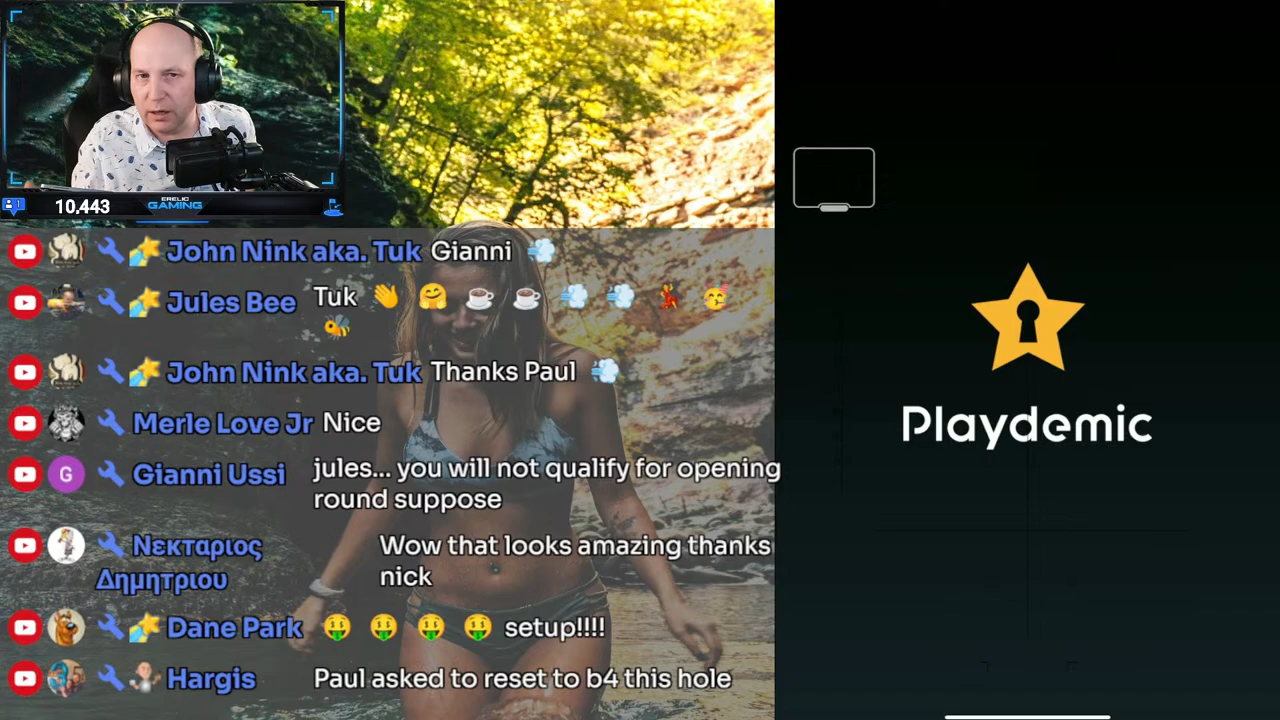 1
10,443
ERELIC
GAMING
John Nink aka. Tuk Gianni 💨
Jules Bee Tuk 👋 🤗 ☕ ☕ 💨 💨 💃 🥳
🐝
John Nink aka. Tuk Thanks Paul 💨
Merle Love Jr Nice
G Gianni Ussi jules... you will not qualify for opening
round suppose
Νεκταριος Wow that looks amazing thanks
Δημητριου nick
Dane Park 🤑 🤑 🤑 🤑 setup!!!!
Hargis Paul asked to reset to b4 this hole
Playdemic